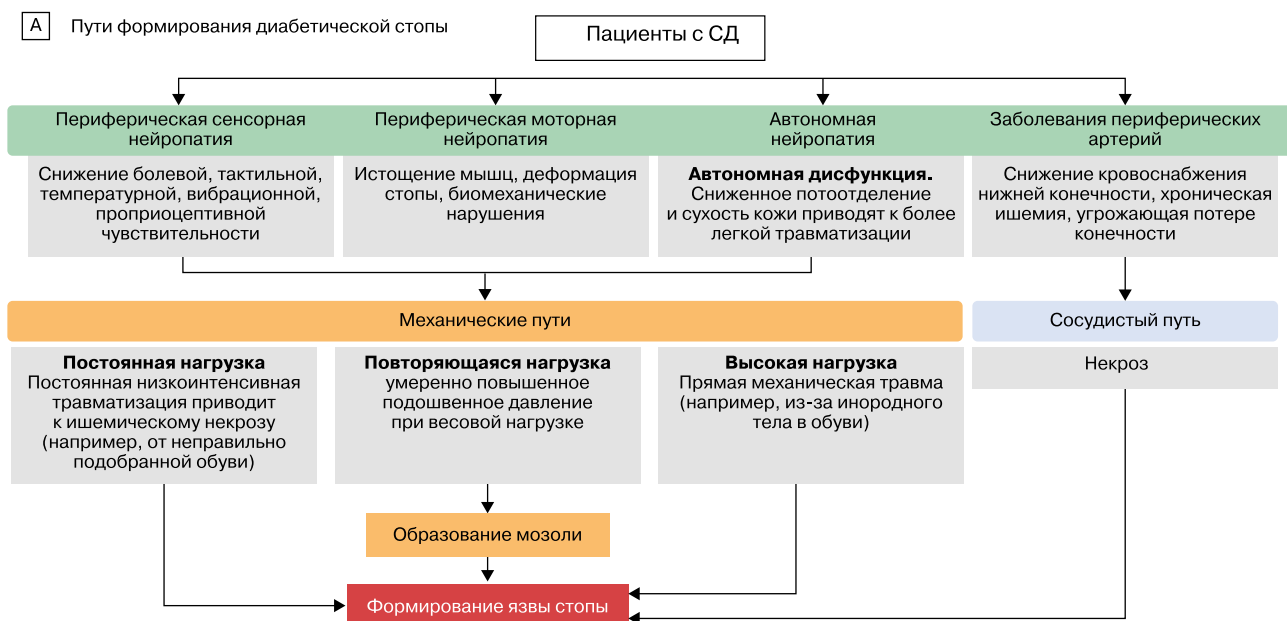 A Пути формирования диабетической стопы
Пациенты с СД
Периферическая сенсорная
нейропатия
Периферическая моторная
нейропатия
Автономная
нейропатия
Заболевания периферических
артерий
Снижение болевой, тактильной,
температурной, вибрационной,
проприоцептивной
чувствительности
Истощение мышц, деформация
стопы, биомеханические
нарушения
Автономная дисфункция.
Сниженное потоотделение
и сухость кожи приводят к более
легкой травматизации
Снижение кровоснабжения
нижней конечности, хроническая
ишемия, угрожающая потере
конечности
Механические пути
Сосудистый путь
Постоянная нагрузка
Постоянная низкоинтенсивная
травматизация приводит
к ишемическому некрозу
(например, от неправильно
подобранной обуви)
Повторяющаяся нагрузка
умеренно повышенное
подошвенное давление
при весовой нагрузке
Высокая нагрузка
Прямая механическая травма
(например, из-за инородного
тела в обуви)
Некроз
Образование мозоли
Формирование язвы стопы